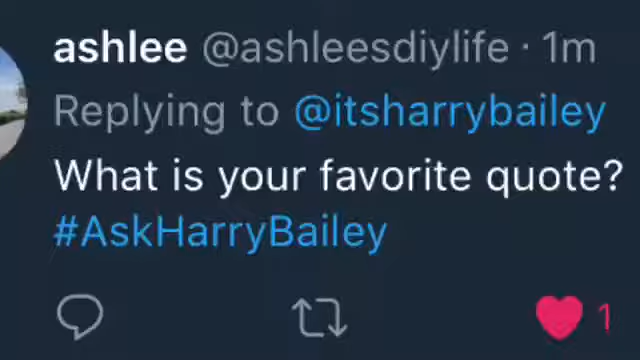 ashlee @ashleesdiylife · 1m
Replying to @itsharrybailey
What is your favorite quote?
#AskHarryBailey
1